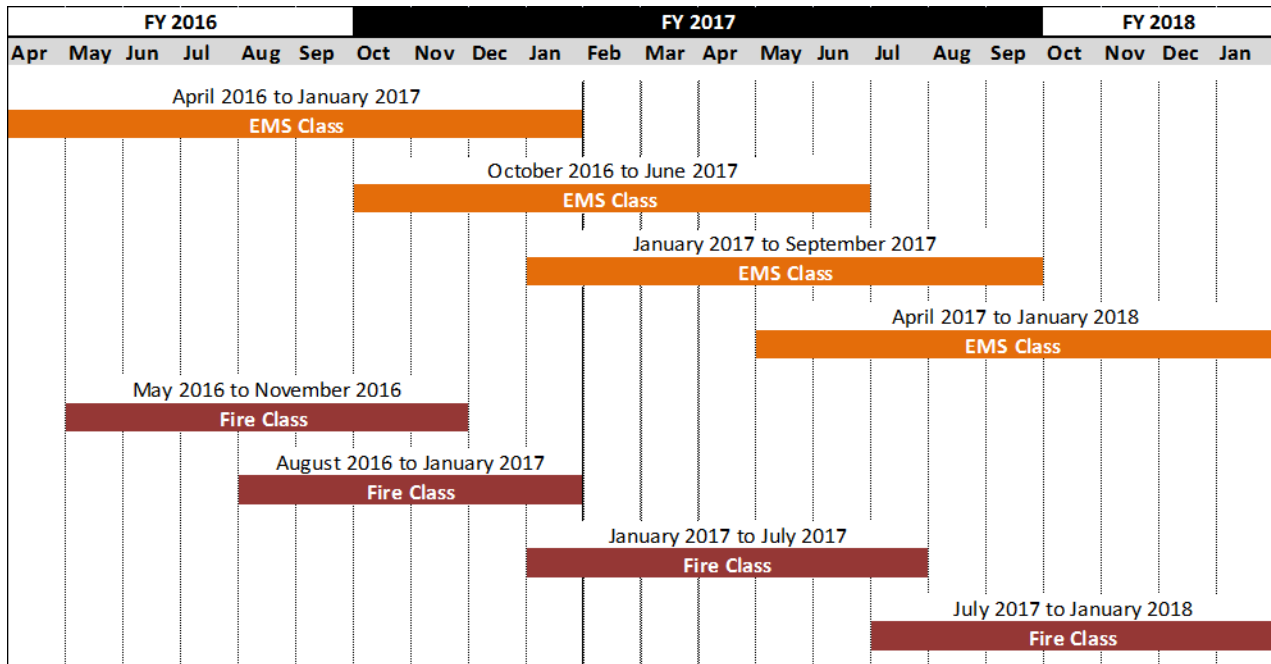 FY 2016 FY 2017 FY 2018
Apr May Jun Jul Aug Sep Oct Nov Dec Jan Feb Mar Apr May Jun Jul Aug Sep Oct Nov Dec Jan
April 2016 to January 2017
EMS Class
October 2016 to June 2017
EMS Class
January 2017 to September 2017
EMS Class
April 2017 to January 2018
EMS Class
May 2016 to November 2016
Fire Class
August 2016 to January 2017
Fire Class
January 2017 to July 2017
Fire Class
July 2017 to January 2018
Fire Class